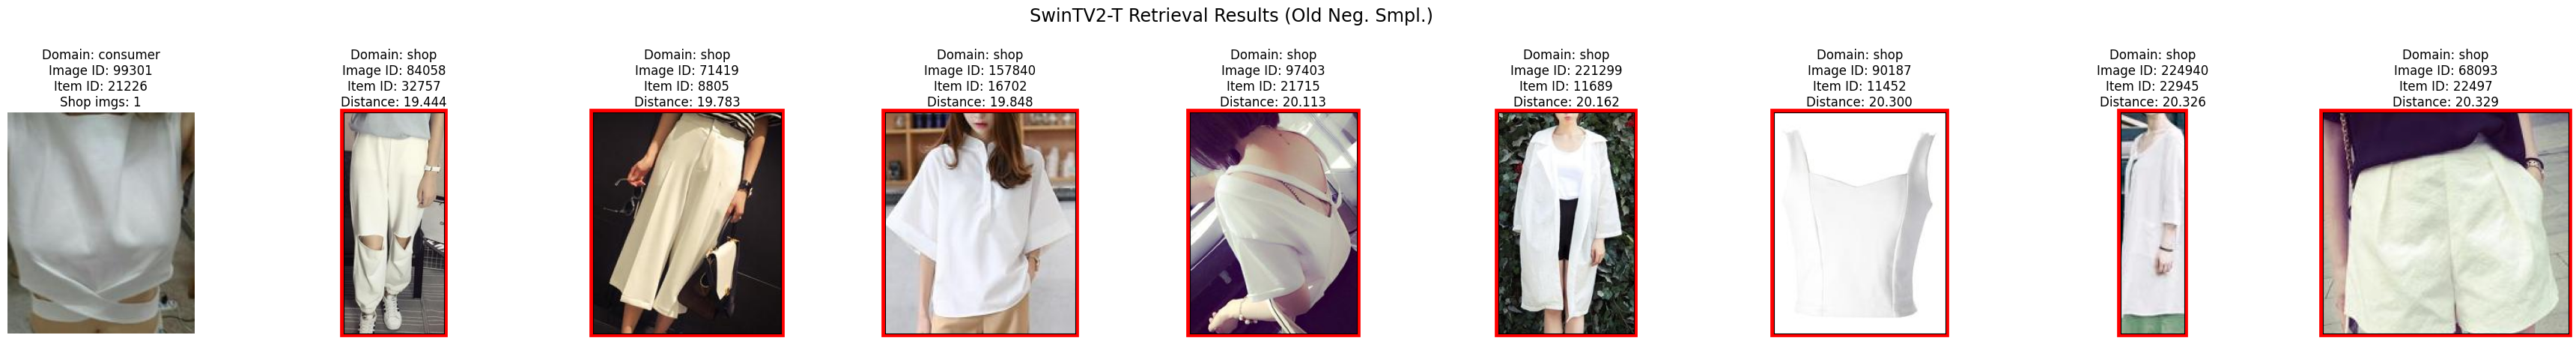 SwinTV2-T Retrieval Results (Old Neg. Smpl.)
Domain: consumer
Image ID: 99301
Item ID: 21226
Shop imgs: 1
Domain: shop
Image ID: 84058
Item ID: 32757
Distance: 19.444
Domain: shop
Image ID: 71419
Item ID: 8805
Distance: 19.783
Domain: shop
Image ID: 157840
Item ID: 16702
Distance: 19.848
Domain: shop
Image ID: 97403
Item ID: 21715
Distance: 20.113
Domain: shop
Image ID: 221299
Item ID: 11689
Distance: 20.162
Domain: shop
Image ID: 90187
Item ID: 11452
Distance: 20.300
Domain: shop
Image ID: 224940
Item ID: 22945
Distance: 20.326
Domain: shop
Image ID: 68093
Item ID: 22497
Distance: 20.329